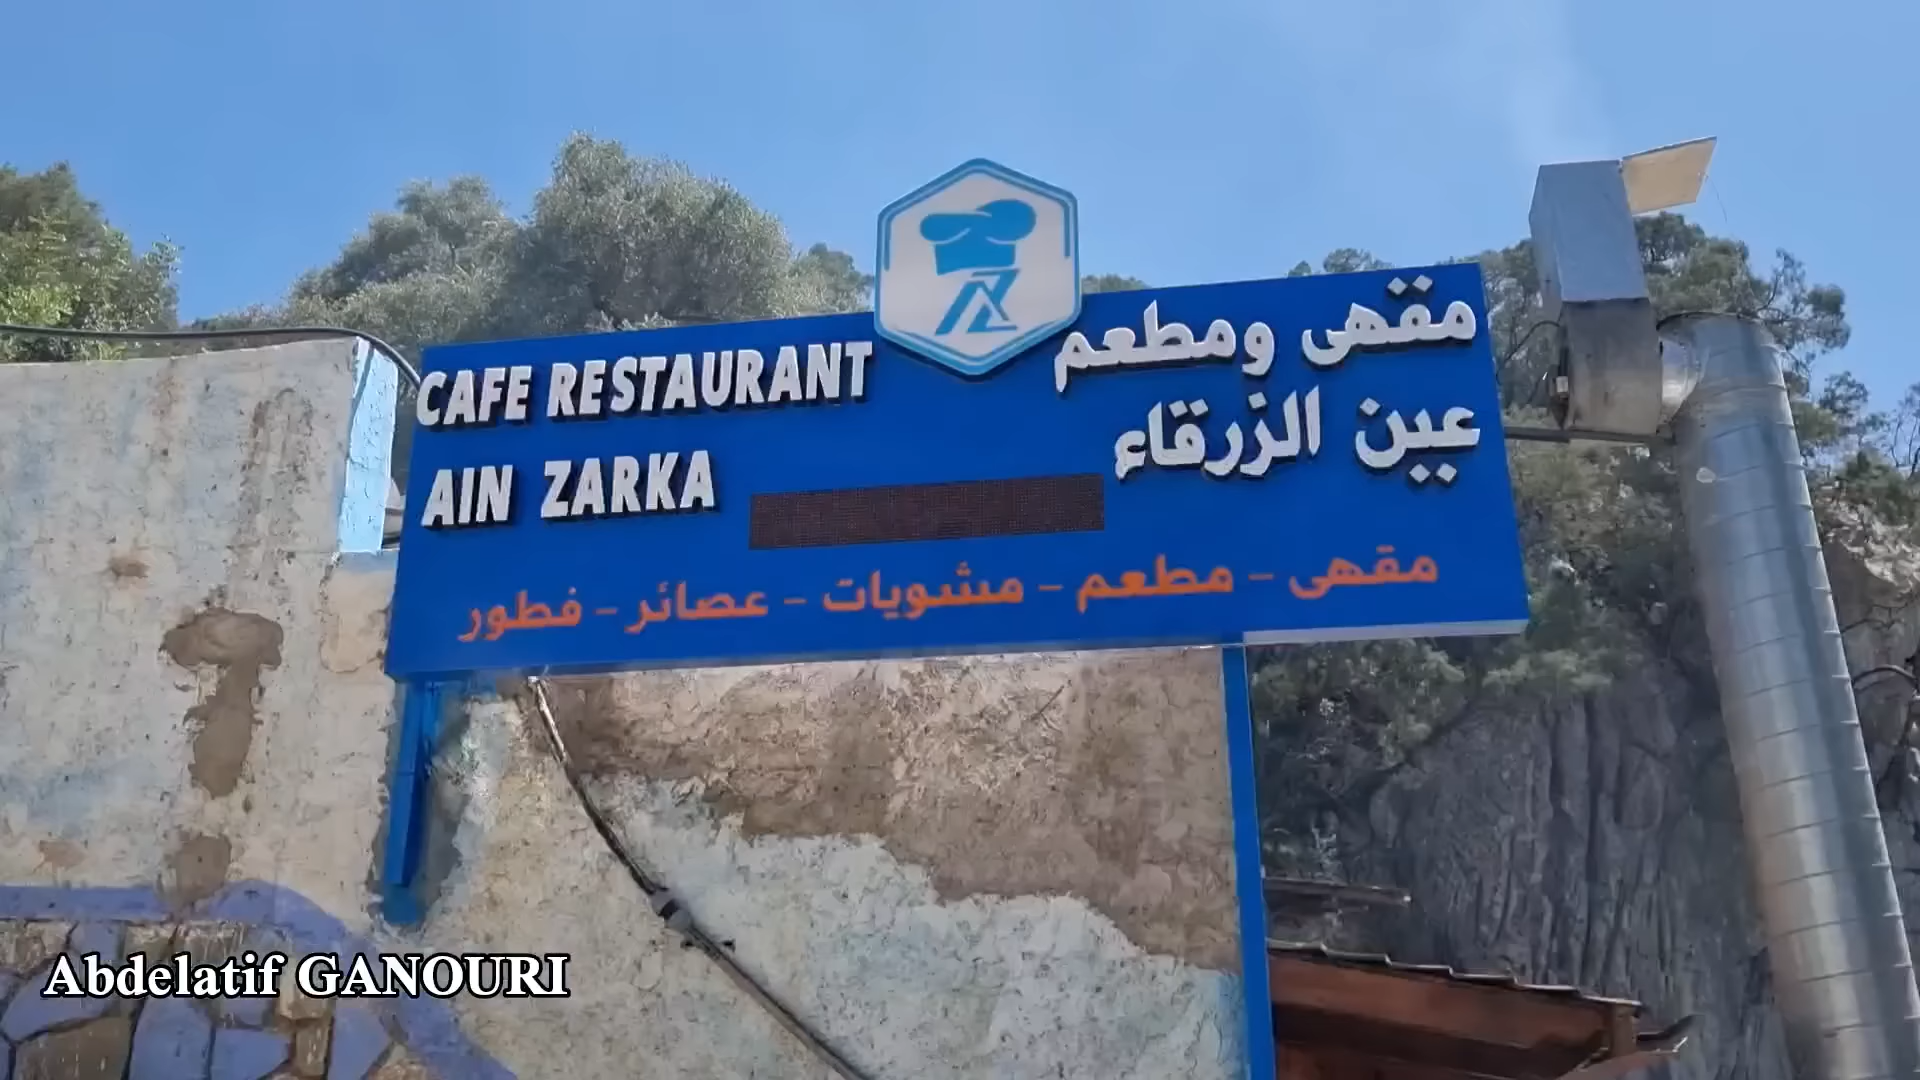 CAFE RESTAURANT
AIN ZARKA
مقهى ومطعم
عين الزرقاء
مقهى - مطعم - مشويات - عصائر - فطور
Abdelatif GANOURI